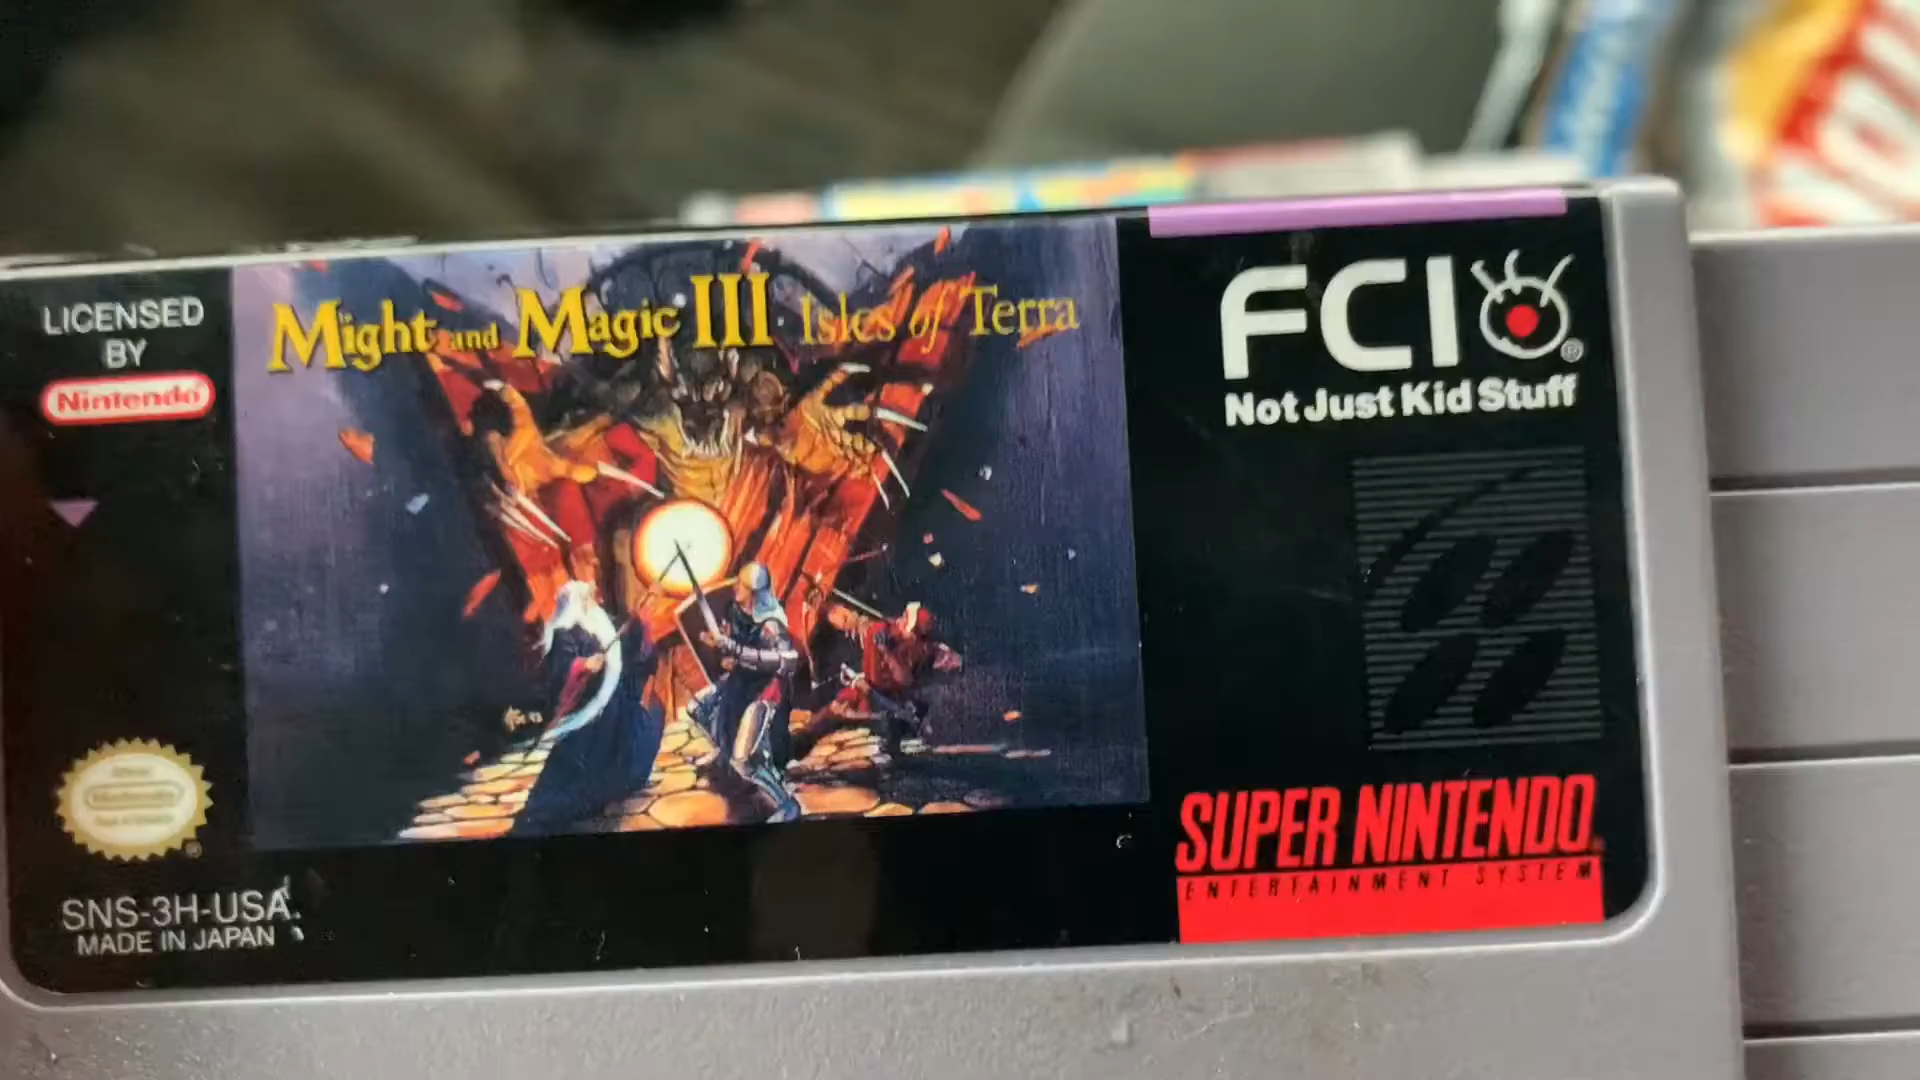 LICENSED
BY
Nintendo
Might and Magic III Isles of Terra
FCI
Not Just Kid Stuff
SNS-3H-USA
MADE IN JAPAN
SUPER NINTENDO
ENTERTAINMENT SYSTEM